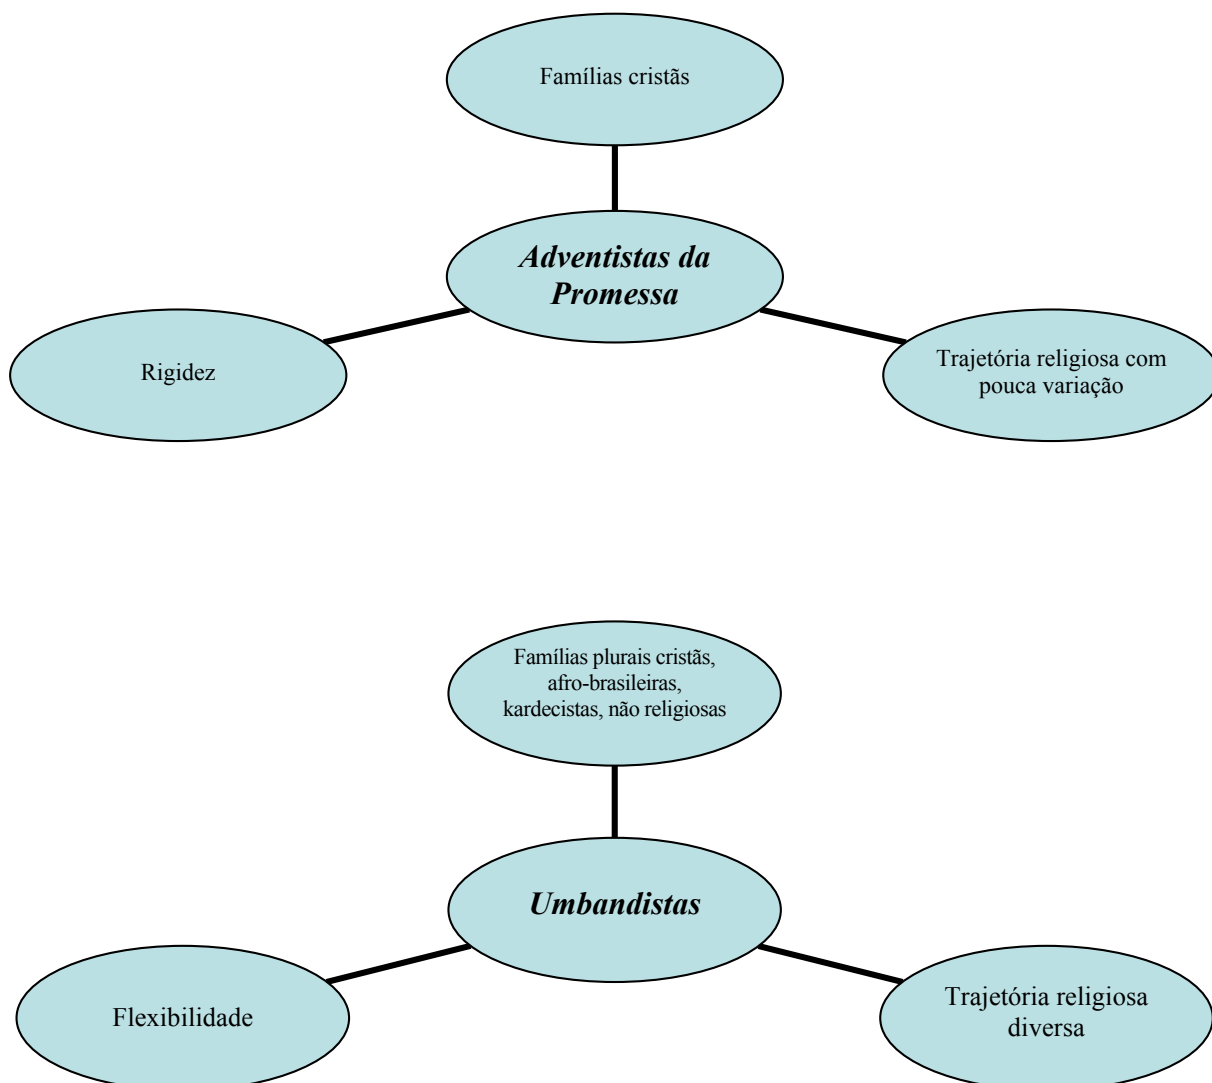 Famílias cristãs
Adventistas da
Promessa
Rigidez
Trajetória religiosa com
pouca variação
Famílias plurais cristãs,
afro-brasileiras,
kardecistas, não religiosas
Umbandistas
Flexibilidade
Trajetória religiosa
diversa